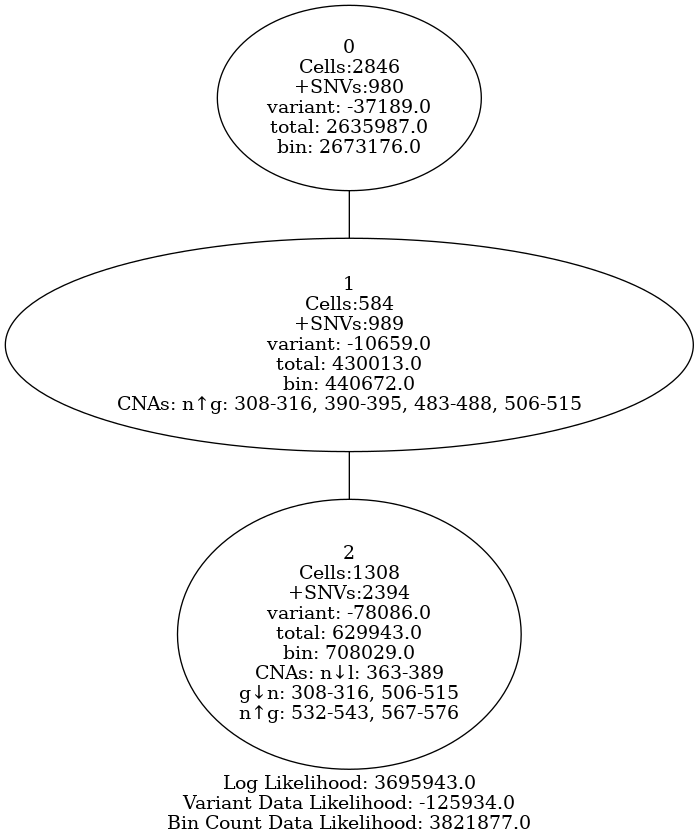 0
Cells:2846
+SNVs:980
variant: -37189.0
total: 2635987.0
bin: 2673176.0
1
Cells:584
+SNVs:989
variant: -10659.0
total: 430013.0
bin: 440672.0
CNAs: n↑g: 308-316, 390-395, 483-488, 506-515
2
Cells:1308
+SNVs:2394
variant: -78086.0
total: 629943.0
bin: 708029.0
CNAs: n↓l: 363-389
g↓n: 308-316, 506-515
n↑g: 532-543, 567-576
Log Likelihood: 3695943.0
Variant Data Likelihood: -125934.0
Bin Count Data Likelihood: 3821877.0